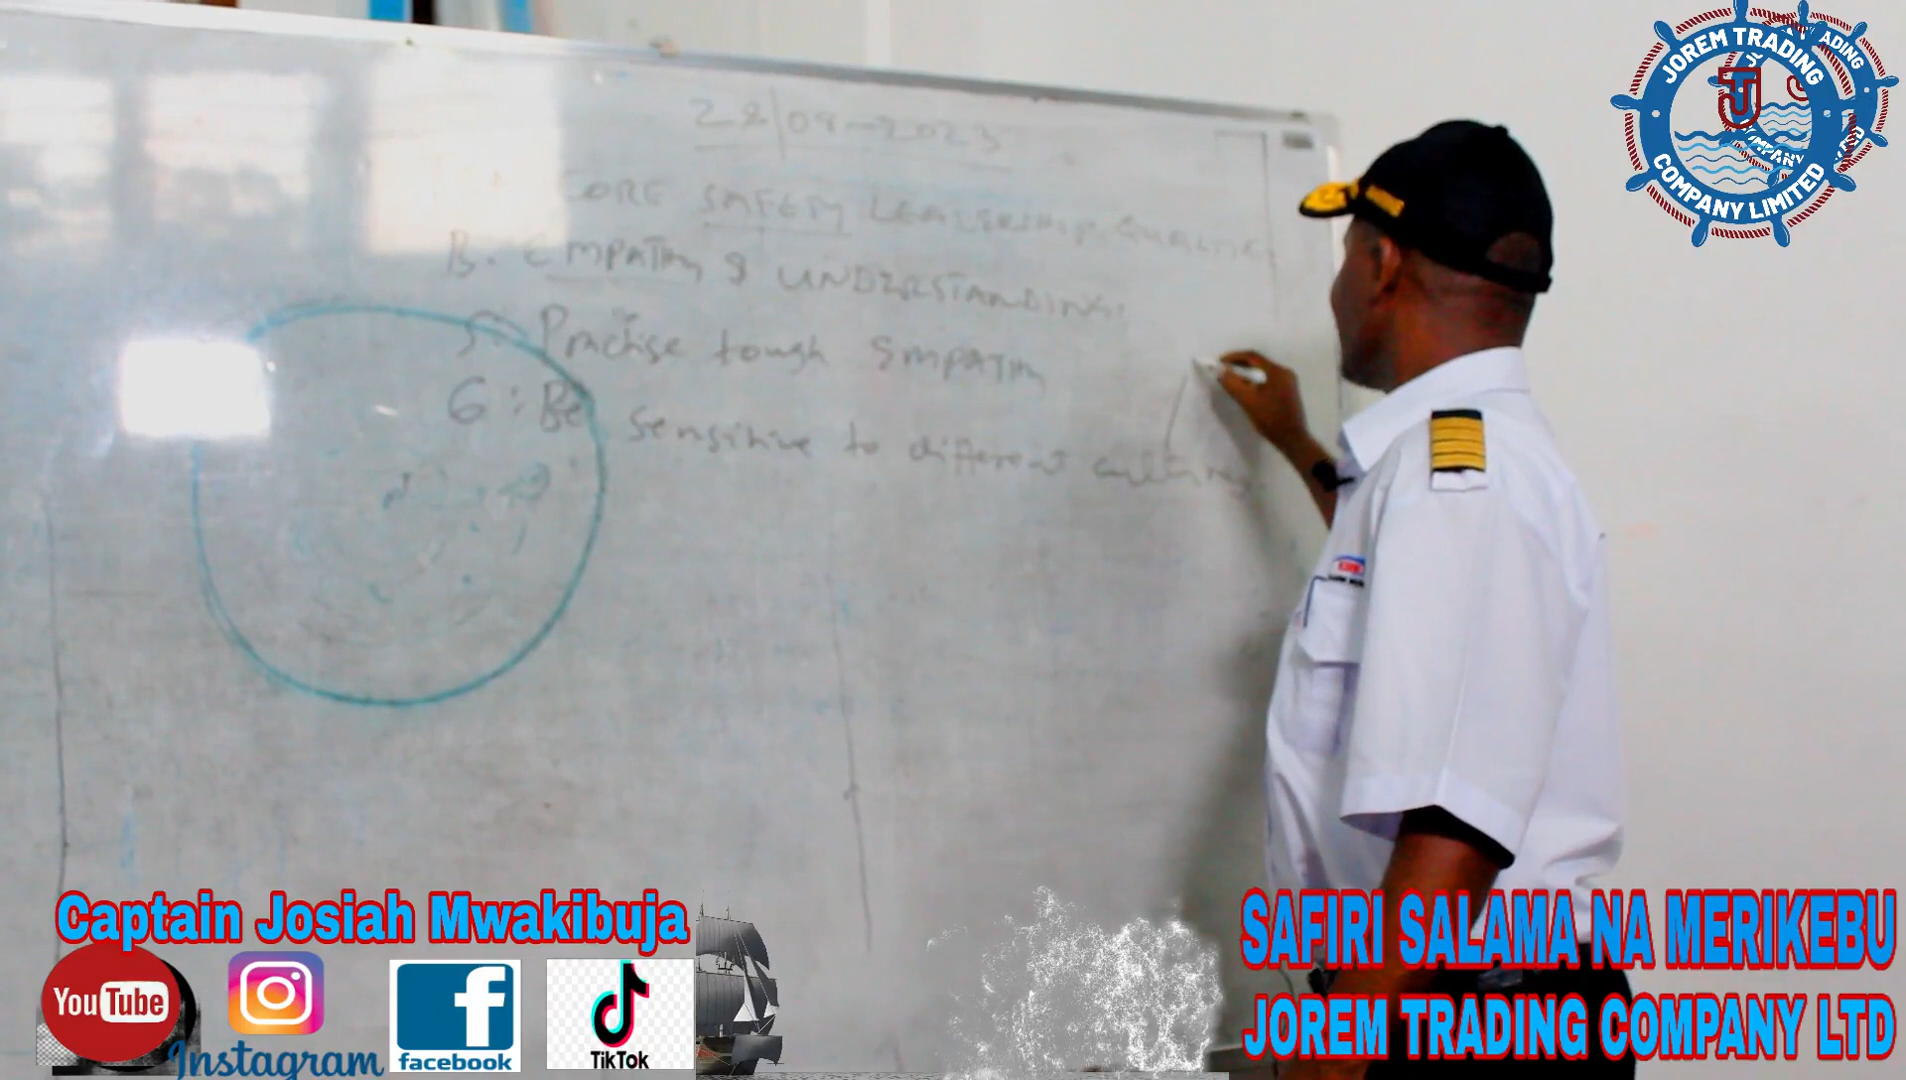 28/09-2023
CORE SAFETY LEADERSHIP QUALITIES
B. EMPATHY & UNDERSTANDING:
5: Practise tough EMPATHY
6: Be sensitive to different cultures
JOREM TRADING
COMPANY LIMITED
Captain Josiah Mwakibuja
YouTube
Instagram
facebook
TikTok
SAFIRI SALAMA NA MERIKEBU
JOREM TRADING COMPANY LTD